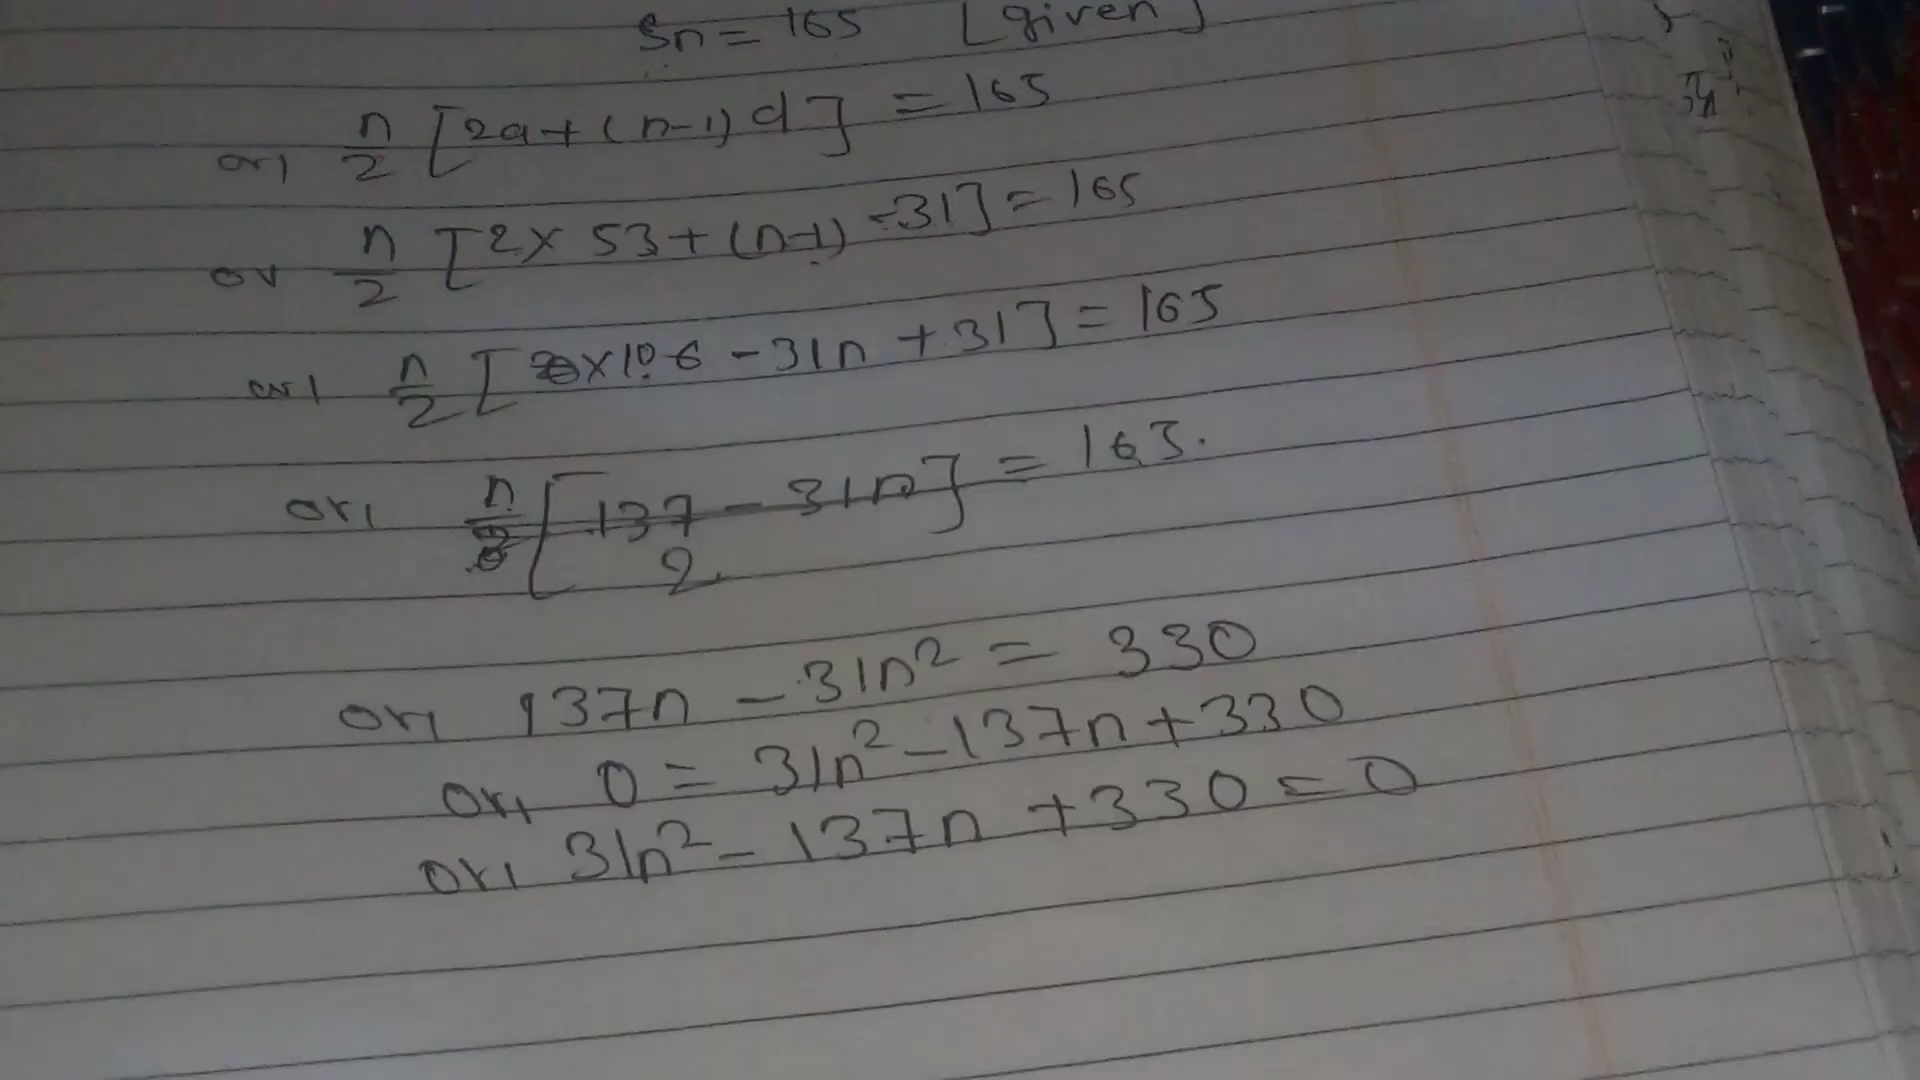 Sn = 165 [given]
or, n/2 [2a + (n-1) d] = 165
or n/2 [2 × 53 + (n-1) -31] = 165
or, n/2 [ × 106 - 31n + 31] = 165
or, n/2 [137 - 31n] = 165.
2
or, 137n - 31n² = 330
or, 0 = 31n² - 137n + 330
or, 31n² - 137n + 330 = 0